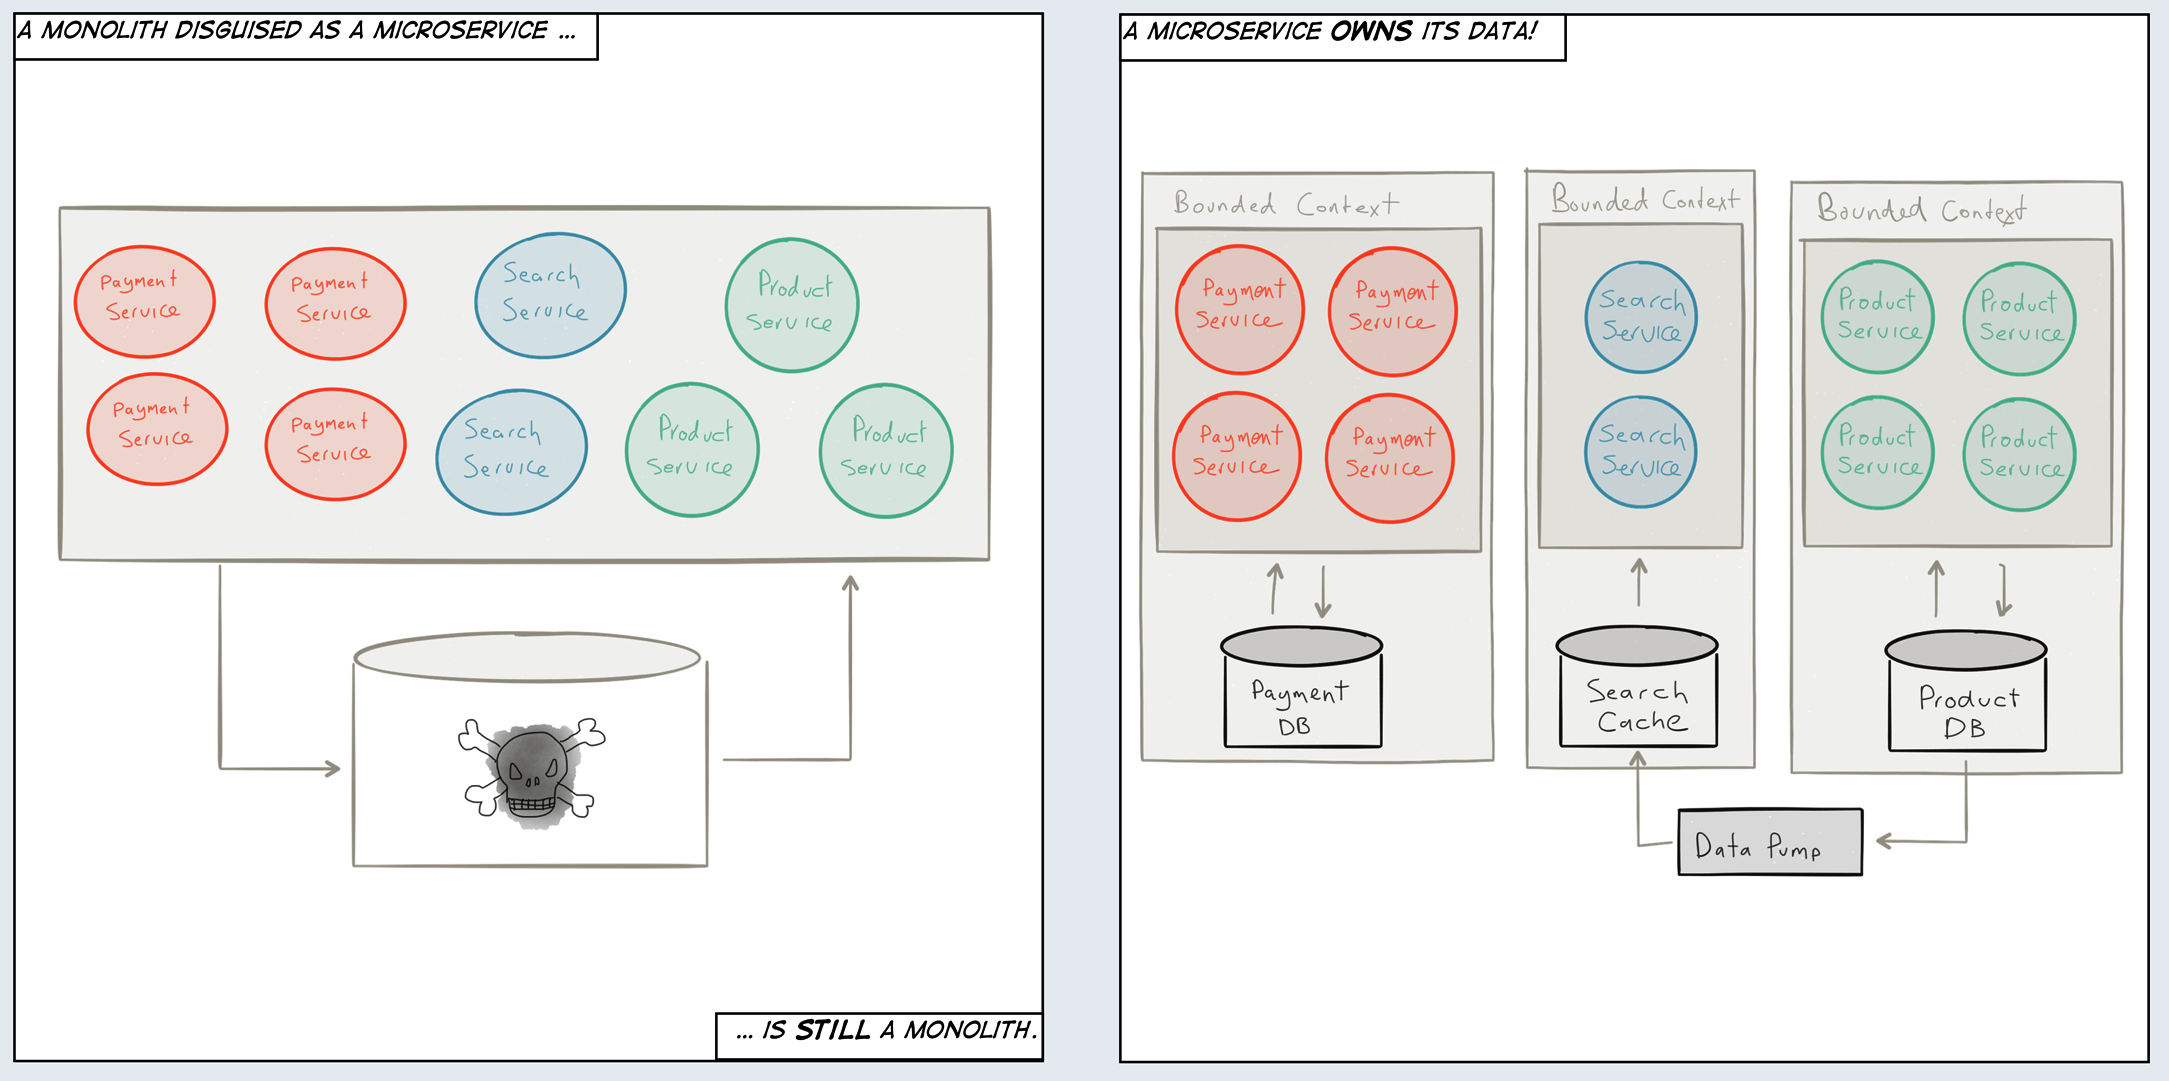 A MONOLITH DISGUISED AS A MICROSERVICE ...
Payment
Service
Payment
Service
Search
Service
Product
Service
Payment
Service
Payment
Service
Search
Service
Product
Service
Product
Service
... IS STILL A MONOLITH.
A MICROSERVICE OWNS ITS DATA!
Bounded Context
Payment
Service
Payment
Service
Payment
Service
Payment
Service
Payment
DB
Bounded Context
Search
Service
Search
Service
Search
Cache
Bounded Context
Product
Service
Product
Service
Product
Service
Product
Service
Product
DB
Data Pump